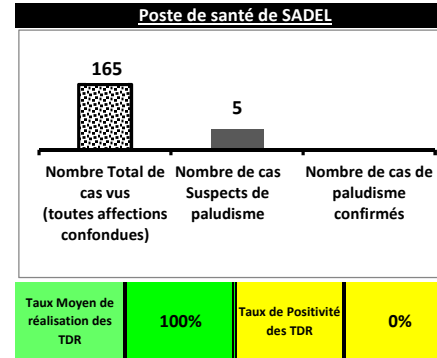 Poste de santé de SADEL
165
5
Nombre Total de
cas vus
(toutes affections
confondues)
Nombre de cas
Suspects de
paludisme
Nombre de cas de
paludisme
confirmés
Taux Moyen de
réalisation des
TDR
100%
Taux de Positivité
des TDR
0%